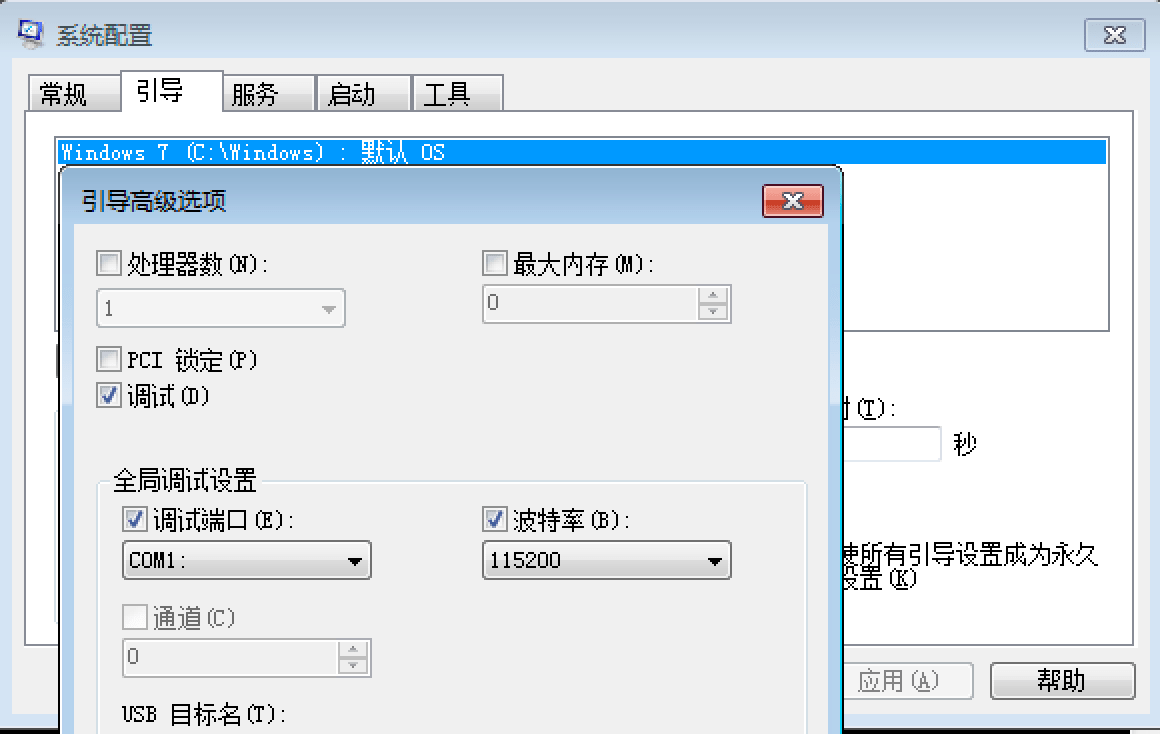 系统配置
常规 引导 服务 启动 工具
Windows 7 (C:\Windows) : 默认 OS
引导高级选项
处理器数(N): 最大内存(M):
1 0
PCI 锁定(P)
调试(D)
(T):
秒
全局调试设置
调试端口(E): 波特率(B):
COM1: 115200
使所有引导设置成为永久
设置(K)
通道(C)
0
应用(A) 帮助
USB 目标名(T):